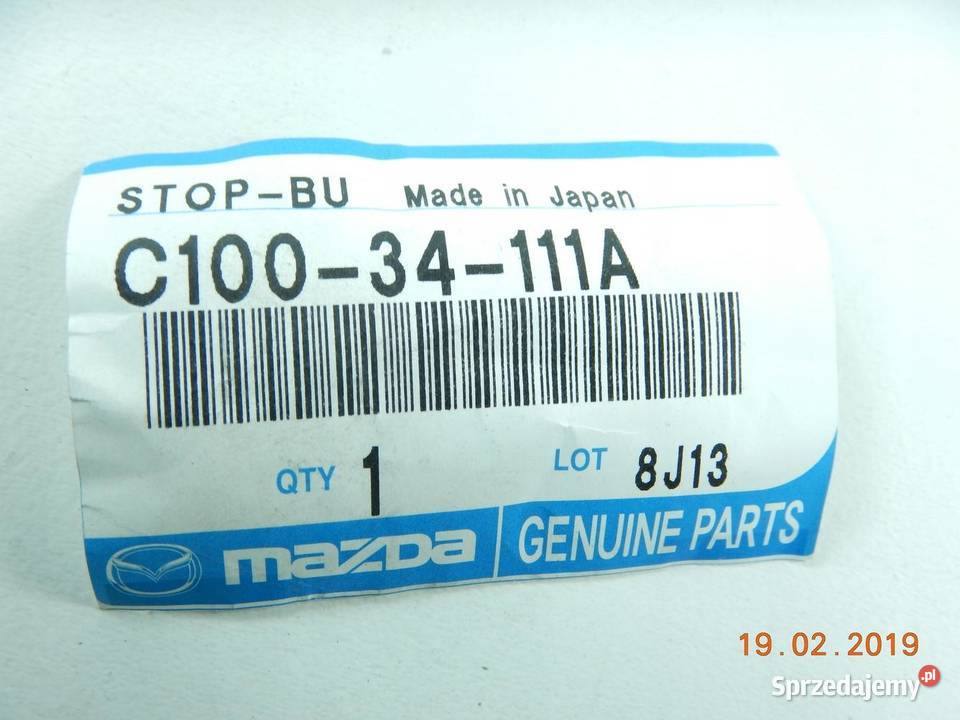 STOP-BU Made in Japan
C100-34-111A
QTY 1 LOT 8J13
mazda GENUINE PARTS
19.02.2019
Sprzedajemy.pl